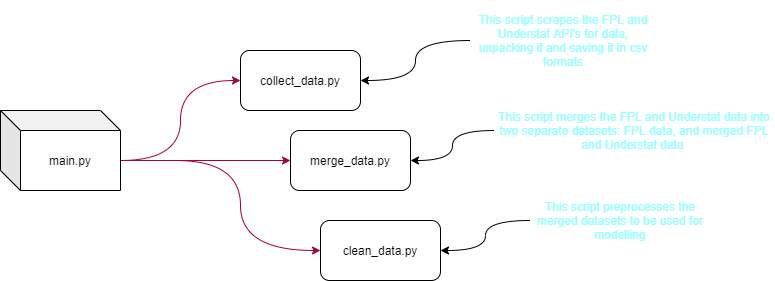 This script scrapes the FPL and
Understat API's for data,
unpacking it and saving it in csv
formats
collect_data.py
This script merges the FPL and Understat data into
two separate datasets: FPL data, and merged FPL
and Understat data
main.py
merge_data.py
This script preprocesses the
merged datasets to be used for
modelling
clean_data.py